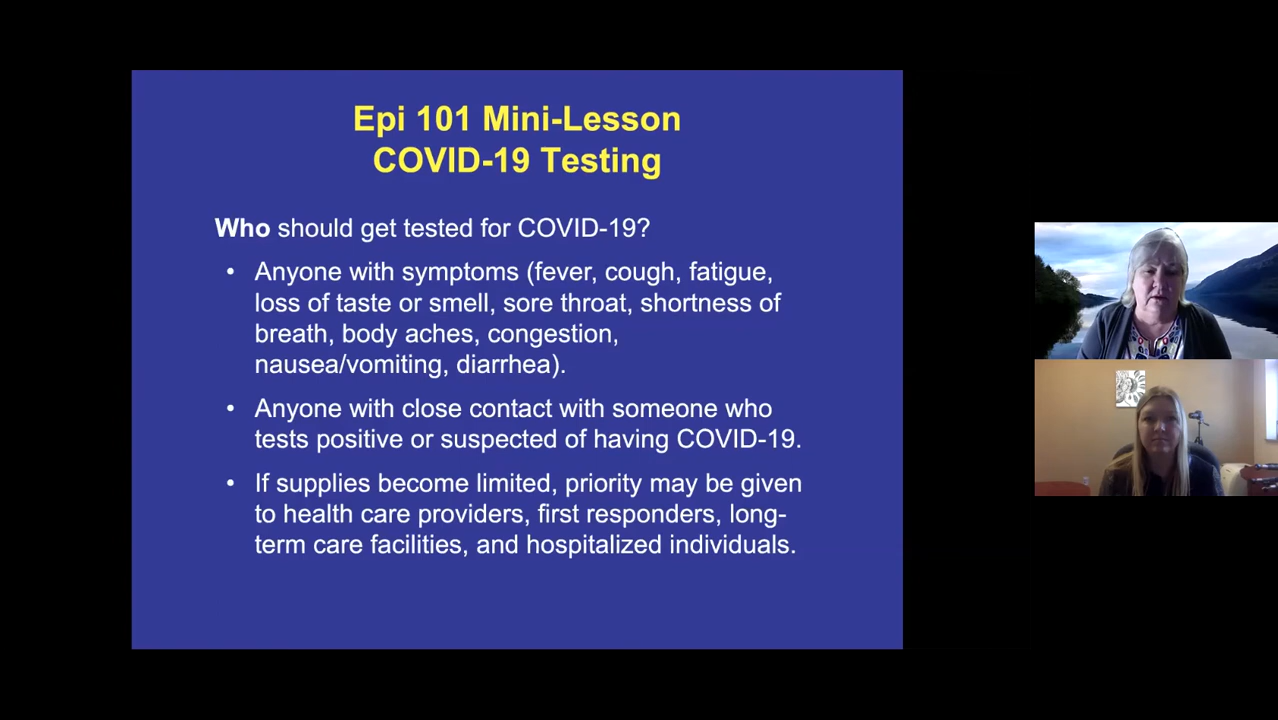 Epi 101 Mini-Lesson
COVID-19 Testing
Who should get tested for COVID-19?
• Anyone with symptoms (fever, cough, fatigue,
loss of taste or smell, sore throat, shortness of
breath, body aches, congestion,
nausea/vomiting, diarrhea).
• Anyone with close contact with someone who
tests positive or suspected of having COVID-19.
• If supplies become limited, priority may be given
to health care providers, first responders, long-
term care facilities, and hospitalized individuals.